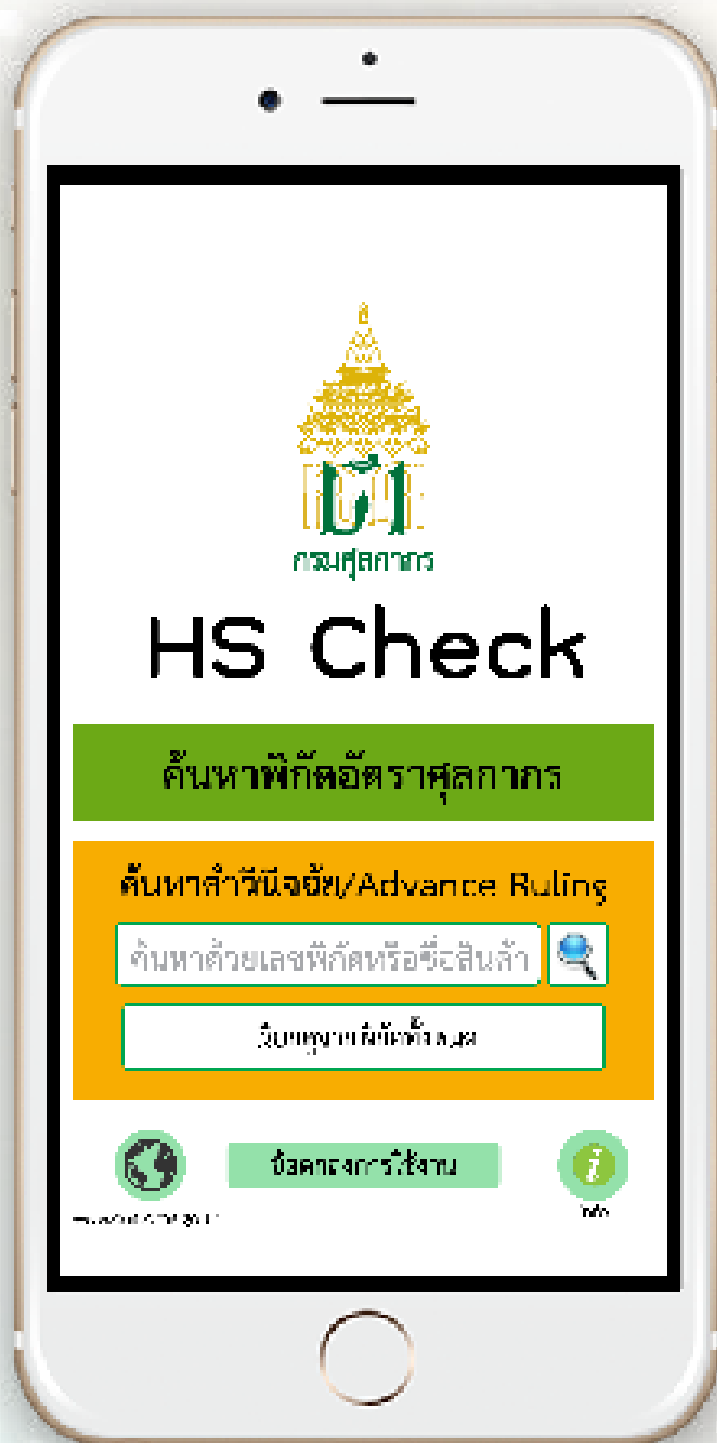 กรมศุลกากร
HS Check
ค้นหาพิกัดอัตราศุลกากร
ค้นหาคำวินิจฉัย/Advance Ruling
ค้นหาด้วยเลขพิกัดหรือชื่อสินค้า
ข้อตกลงการใช้งาน
Info